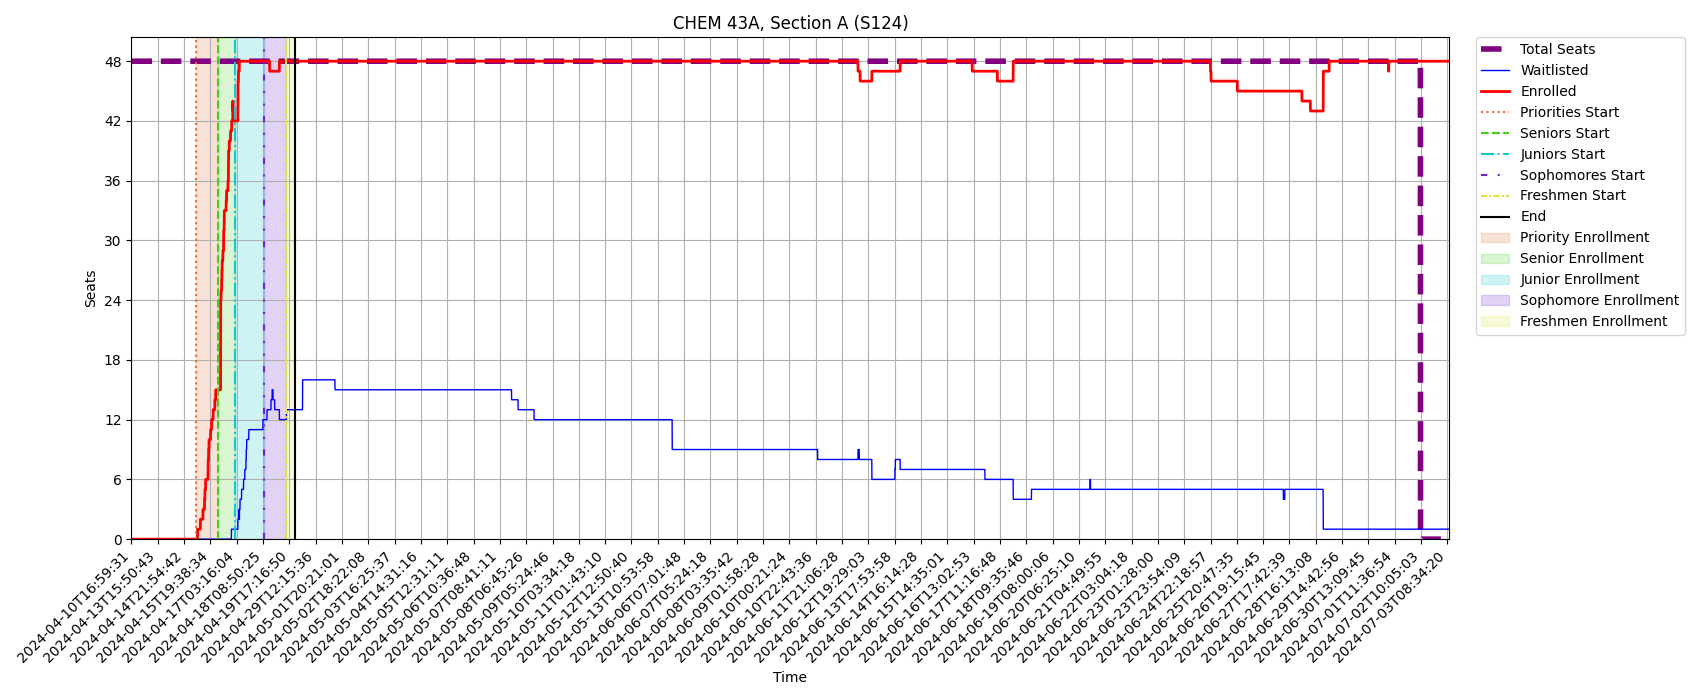 CHEM 43A, Section A (S124)
Seats
48
42
36
30
24
18
12
6
0
2024-04-10T16:59:31
2024-04-13T15:50:43
2024-04-14T21:54:42
2024-04-15T19:38:34
2024-04-17T03:16:04
2024-04-18T08:50:25
2024-04-19T17:16:50
2024-04-29T12:15:36
2024-05-01T20:21:01
2024-05-02T18:22:08
2024-05-03T16:25:37
2024-05-04T14:31:16
2024-05-05T12:31:11
2024-05-06T10:36:48
2024-05-07T08:41:11
2024-05-08T06:45:26
2024-05-09T05:24:46
2024-05-10T03:34:18
2024-05-11T01:43:10
2024-05-12T12:50:40
2024-05-13T10:53:58
2024-06-06T07:01:48
2024-06-07T05:24:18
2024-06-08T03:35:42
2024-06-09T01:58:28
2024-06-10T00:21:24
2024-06-10T22:43:36
2024-06-11T21:06:28
2024-06-12T19:29:03
2024-06-13T17:53:58
2024-06-14T16:14:28
2024-06-15T14:35:01
2024-06-16T13:02:53
2024-06-17T11:16:48
2024-06-18T09:35:46
2024-06-19T08:00:06
2024-06-20T06:25:10
2024-06-21T04:49:55
2024-06-22T03:04:18
2024-06-23T01:28:00
2024-06-23T23:54:09
2024-06-24T22:18:57
2024-06-25T20:47:35
2024-06-26T19:15:45
2024-06-27T17:42:39
2024-06-28T16:13:08
2024-06-29T14:42:56
2024-06-30T13:09:45
2024-07-01T11:36:54
2024-07-02T10:05:03
2024-07-03T08:34:20
Time
Total Seats
Waitlisted
Enrolled
Priorities Start
Seniors Start
Juniors Start
Sophomores Start
Freshmen Start
End
Priority Enrollment
Senior Enrollment
Junior Enrollment
Sophomore Enrollment
Freshmen Enrollment